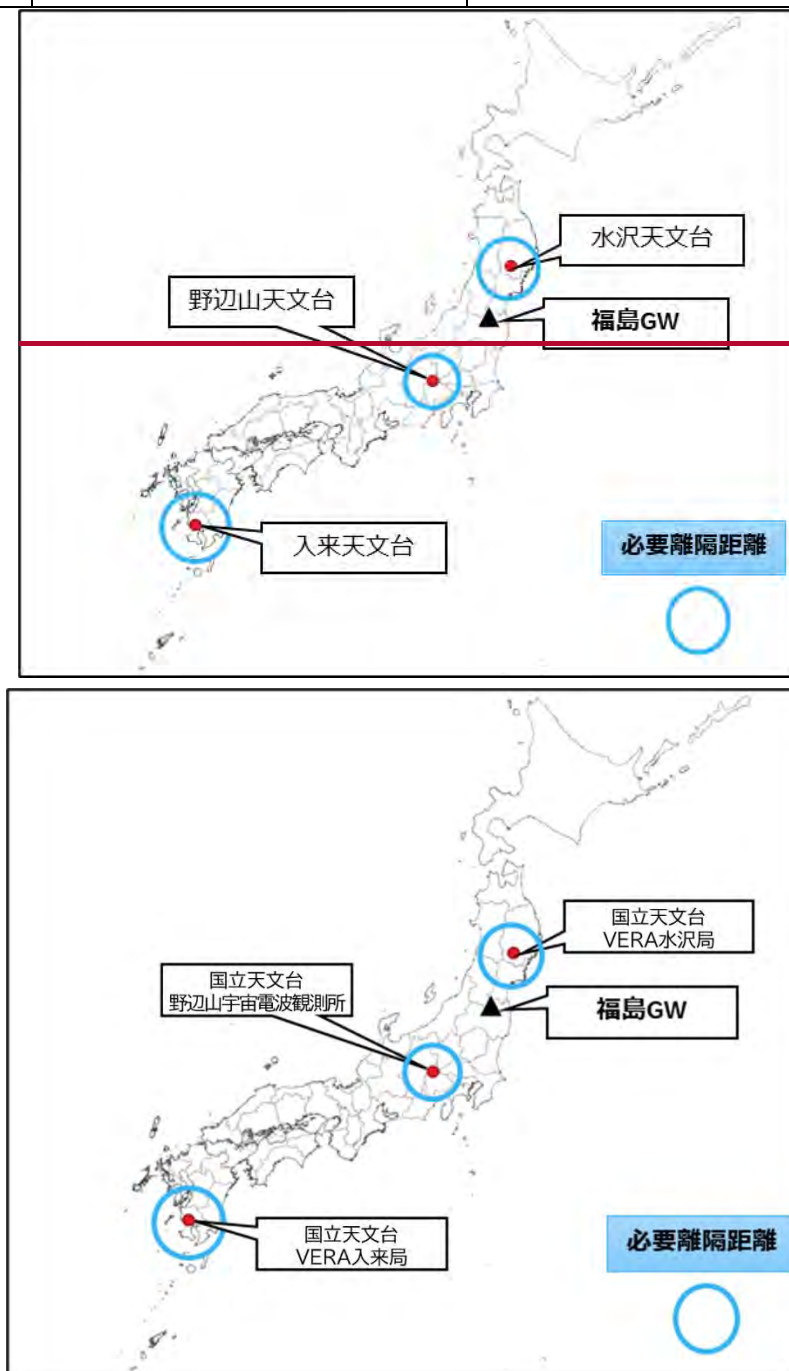 水沢天文台
野辺山天文台
福島GW
入来天文台
必要離隔距離
国立天文台
VERA水沢局
国立天文台
野辺山宇宙電波観測所
福島GW
国立天文台
VERA入来局
必要離隔距離